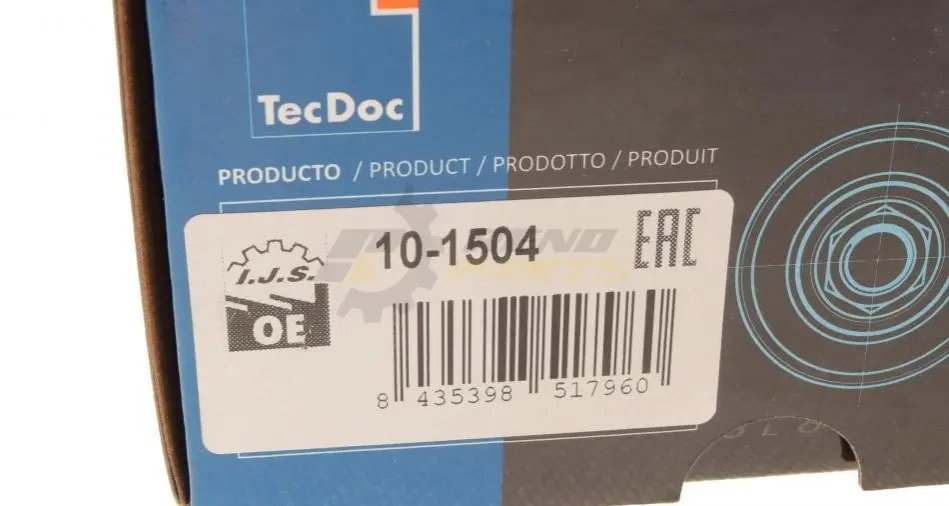 TecDoc
PRODUCTO / PRODUCT / PRODOTTO / PRODUIT
I.J.S.
OE
10-1504
EAC
8 435398 517960